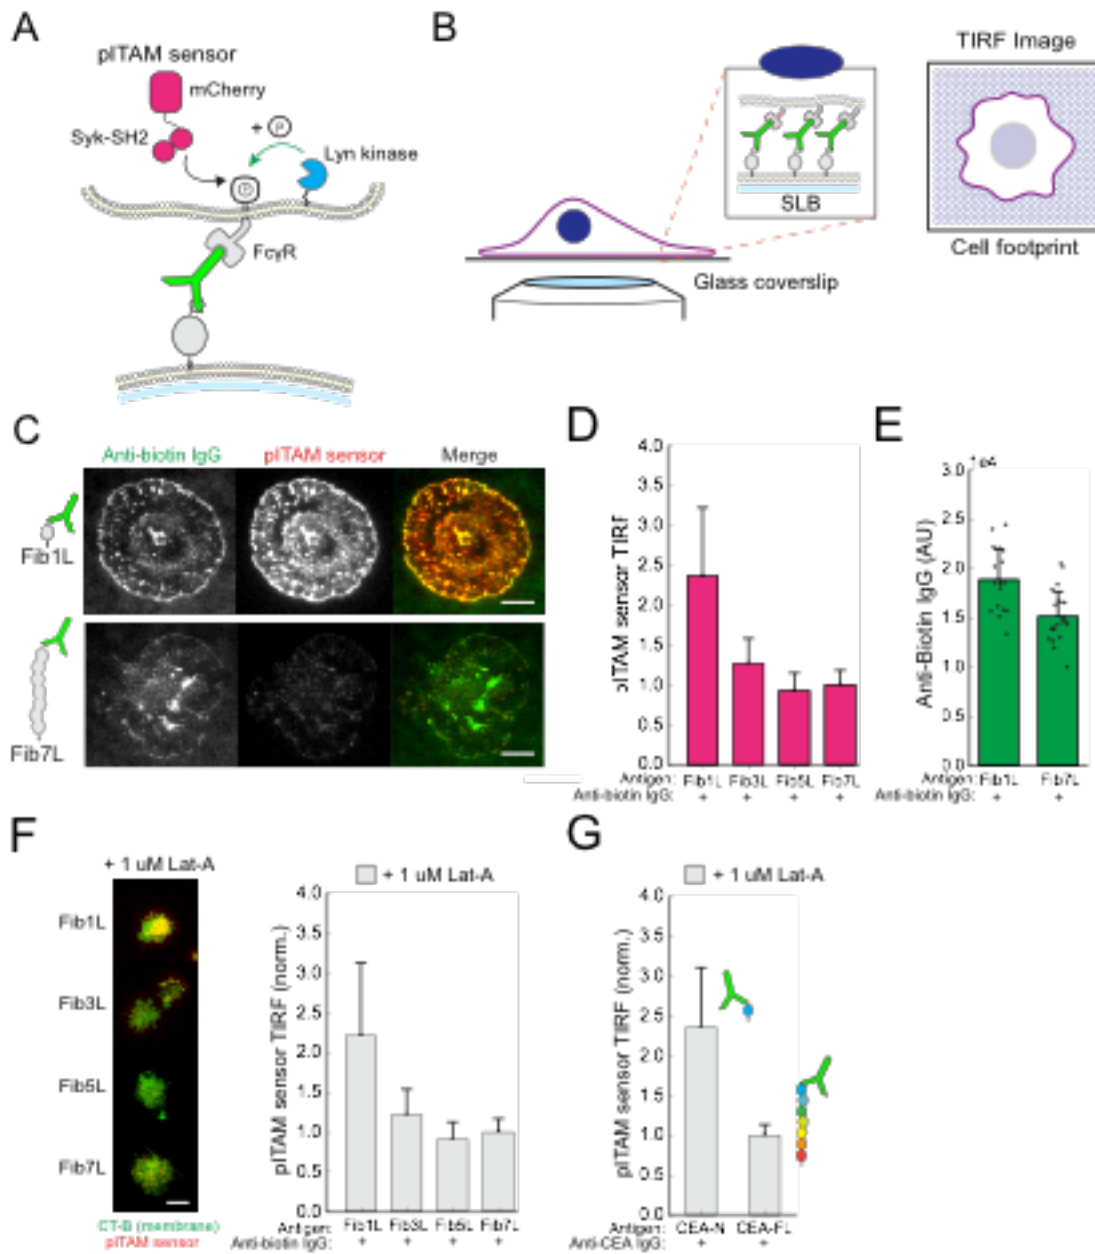 A
pITAM sensor
mCherry
Syk-SH2
+ P
Lyn kinase
P
FcγR
B
SLB
Glass coverslip
TIRF Image
Cell footprint
C
Anti-biotin IgG
pITAM sensor
Merge
Fib1L
Fib7L
D
pITAM sensor TIRF
4.0
3.5
3.0
2.5
2.0
1.5
1.0
0.5
0.0
Antigen: Fib1L Fib3L Fib5L Fib7L
Anti-biotin IgG: + + + +
E
Anti-Biotin IgG (AU)
3.0
2.0
1.0
0.0
Antigen: Fib1L Fib7L
Anti-biotin IgG: + +
F
+ 1 uM Lat-A
Fib1L
Fib3L
Fib5L
Fib7L
CT-B (membrane)
pITAM sensor
+ 1 uM Lat-A
pITAM sensor TIRF (norm.)
4.0
3.5
3.0
2.5
2.0
1.5
1.0
0.5
0.0
Antigen: Fib1L Fib3L Fib5L Fib7L
Anti-biotin IgG: + + + +
G
+ 1 uM Lat-A
pITAM sensor TIRF (norm.)
4.0
3.5
3.0
2.5
2.0
1.5
1.0
0.5
0.0
Antigen: CEA-N CEA-FL
Anti-CEA IgG: + +